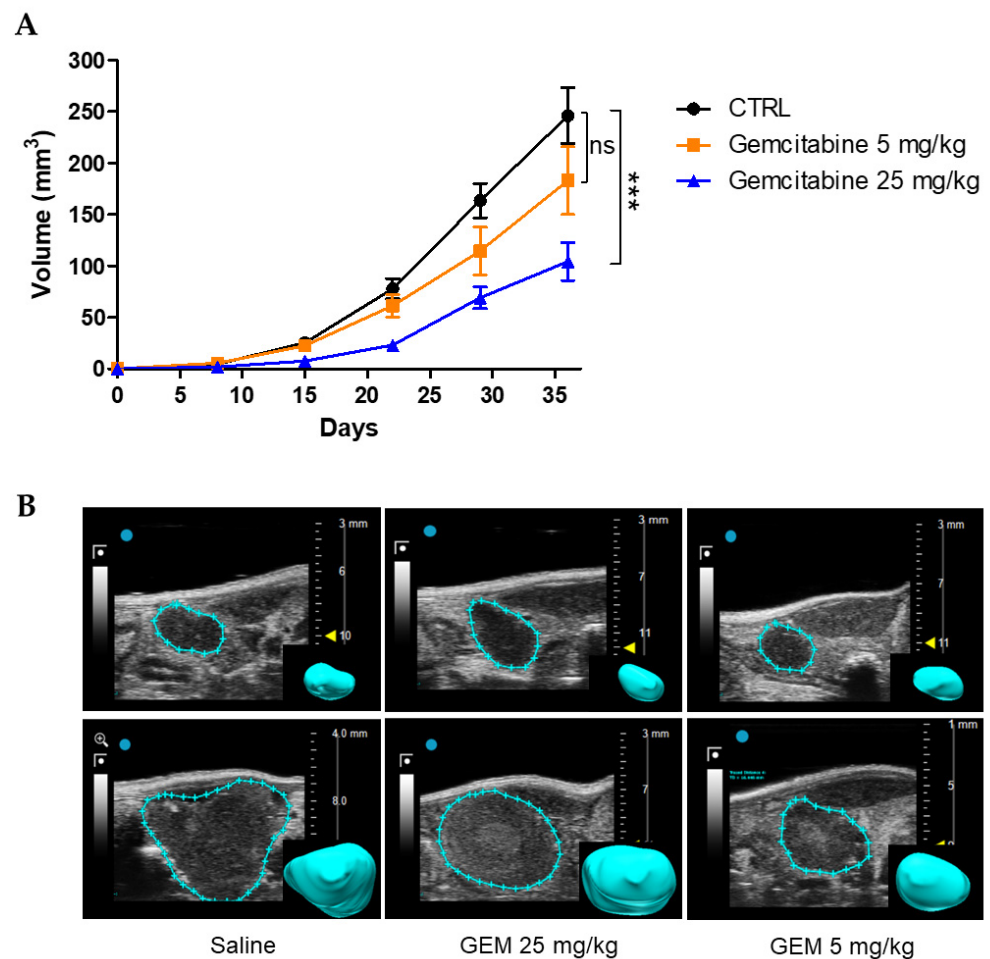 A
300
250
200
150
100
50
0
Volume (mm³)
0 5 10 15 20 25 30 35
Days
CTRL
Gemcitabine 5 mg/kg
Gemcitabine 25 mg/kg
ns
***
B
3 mm
6
10
3 mm
7
11
3 mm
7
11
4.0 mm
8.0
3 mm
7
1 mm
5
Saline
GEM 25 mg/kg
GEM 5 mg/kg